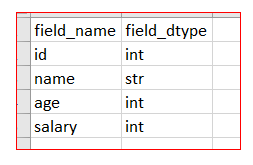 field_name field_dtype
id int
name str
age int
salary int